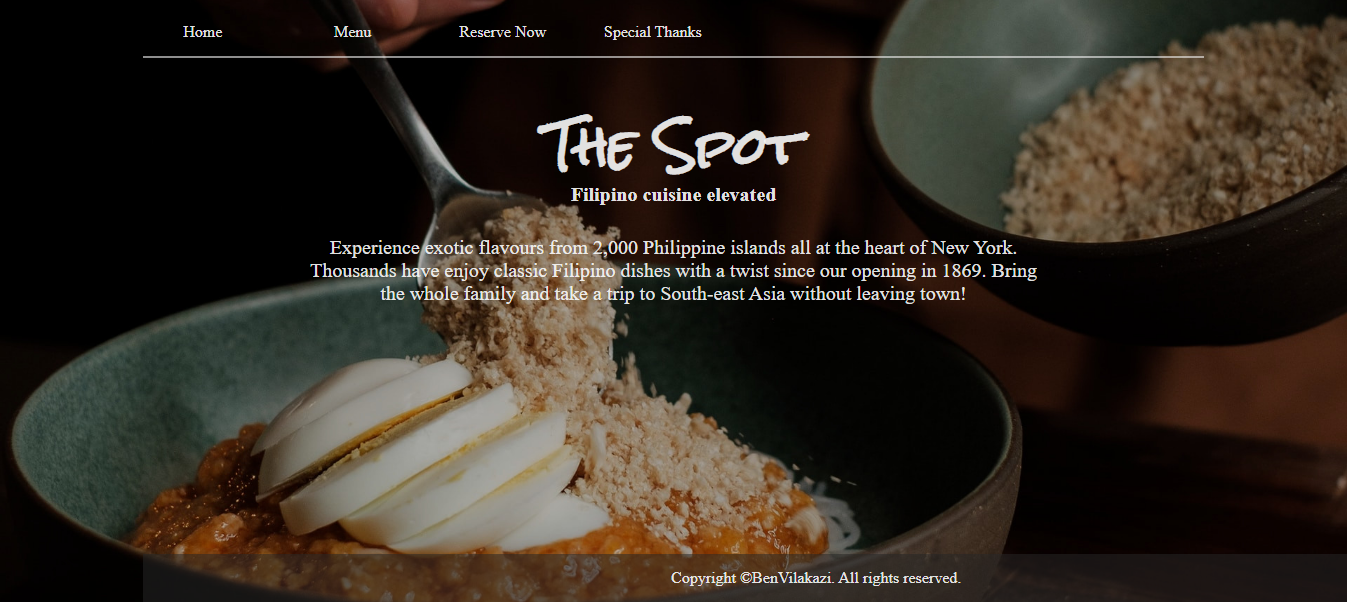 Home Menu Reserve Now Special Thanks
The Spot
Filipino cuisine elevated
Experience exotic flavours from 2,000 Philippine islands all at the heart of New York.
Thousands have enjoy classic Filipino dishes with a twist since our opening in 1869. Bring
the whole family and take a trip to South-east Asia without leaving town!
Copyright ©BenVilakazi. All rights reserved.